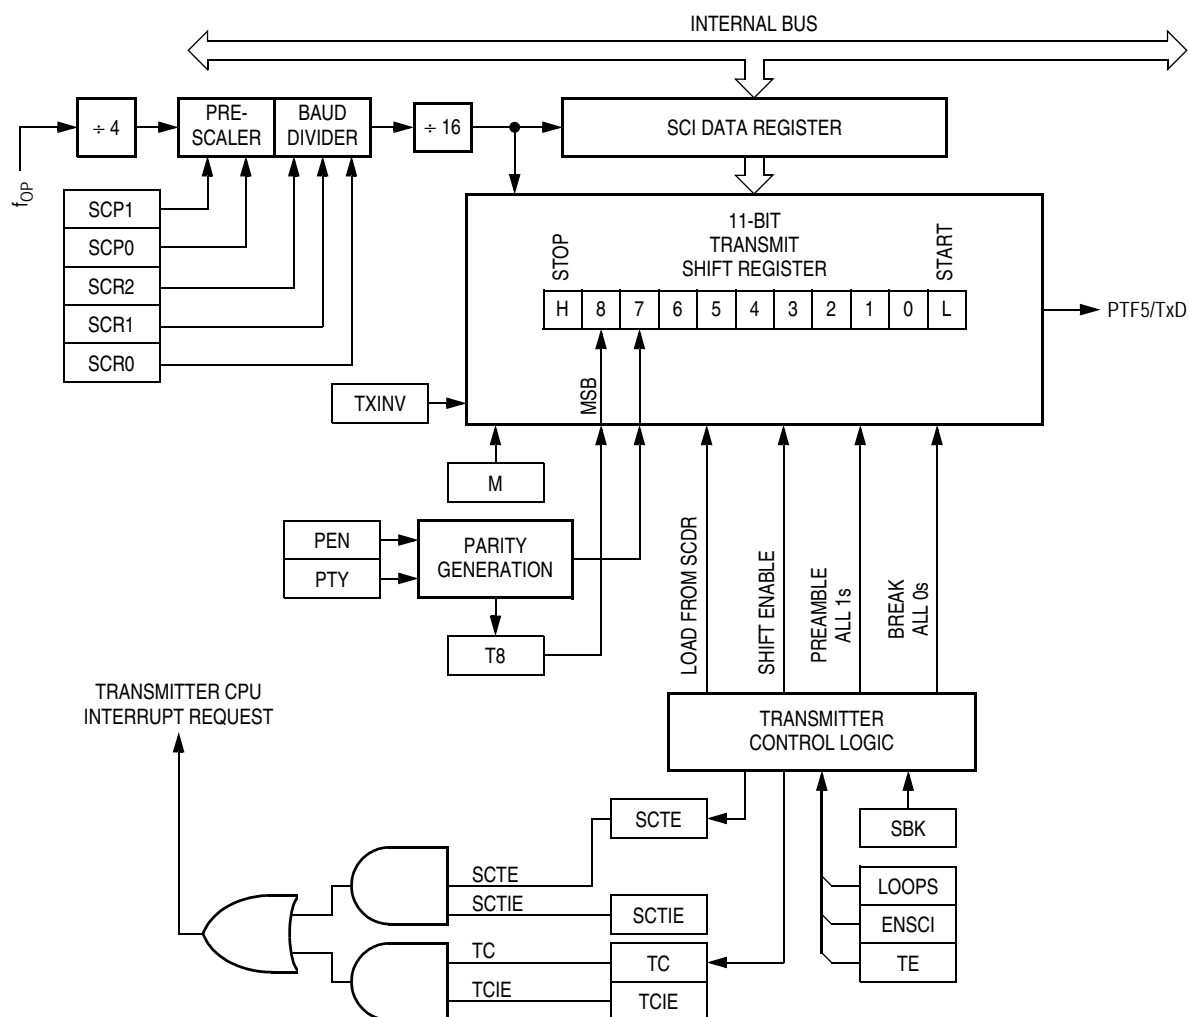 INTERNAL BUS
÷ 4
PRE-
SCALER
BAUD
DIVIDER
÷ 16
SCI DATA REGISTER
fOP
SCP1
SCP0
SCR2
SCR1
SCR0
11-BIT
TRANSMIT
SHIFT REGISTER
STOP
START
H 8 7 6 5 4 3 2 1 0 L
PTF5/TxD
TXINV
MSB
M
PEN
PTY
PARITY
GENERATION
T8
LOAD FROM SCDR
SHIFT ENABLE
PREAMBLE
ALL 1s
BREAK
ALL 0s
TRANSMITTER CPU
INTERRUPT REQUEST
TRANSMITTER
CONTROL LOGIC
SCTE
SBK
SCTE
SCTIE
SCTIE
LOOPS
ENSCI
TE
TC
TC
TCIE
TCIE